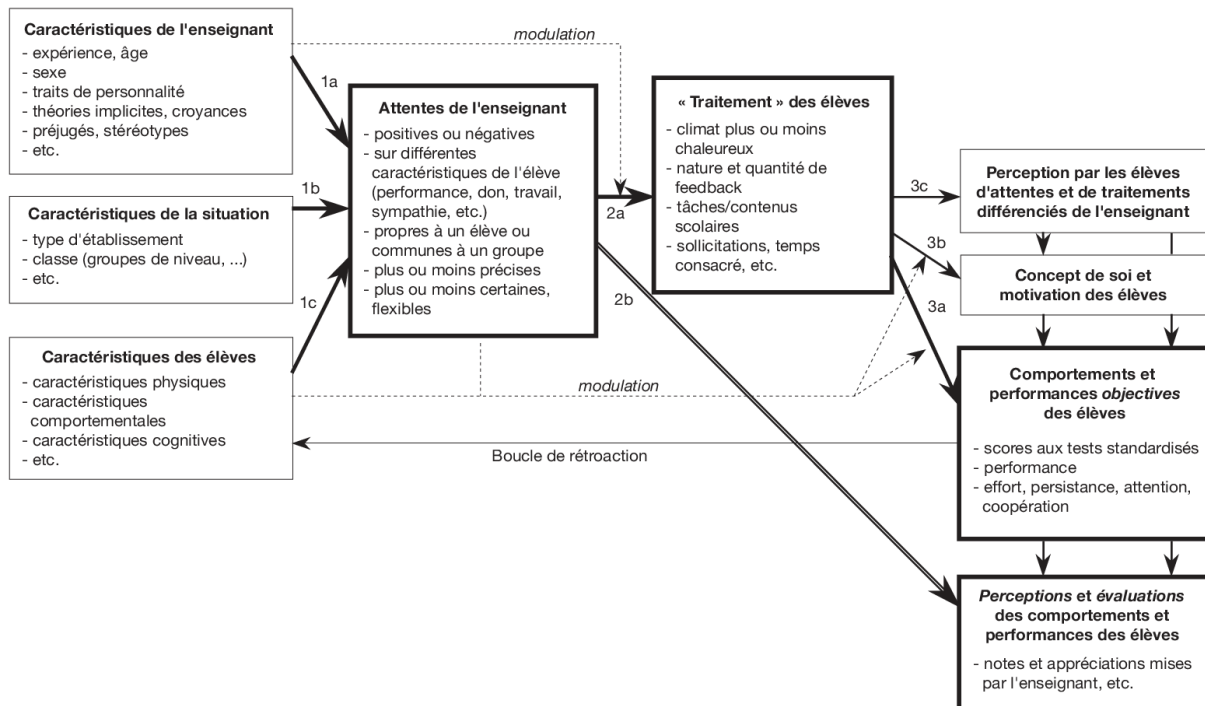 Caractéristiques de l'enseignant
- expérience, âge
- sexe
- traits de personnalité
- théories implicites, croyances
- préjugés, stéréotypes
- etc.
1a
modulation
Caractéristiques de la situation
- type d'établissement
- classe (groupes de niveau, ...)
- etc.
1b
Caractéristiques des élèves
- caractéristiques physiques
- caractéristiques
comportementales
- caractéristiques cognitives
- etc.
1c
Attentes de l'enseignant
- positives ou négatives
- sur différentes
caractéristiques de l'élève
(performance, don, travail,
sympathie, etc.)
- propres à un élève ou
communes à un groupe
- plus ou moins précises
- plus ou moins certaines,
flexibles
2a
2b
modulation
Boucle de rétroaction
« Traitement » des élèves
- climat plus ou moins
chaleureux
- nature et quantité de
feedback
- tâches/contenus
scolaires
- sollicitations, temps
consacré, etc.
3c
3b
3a
Perception par les élèves
d'attentes et de traitements
différenciés de l'enseignant
Concept de soi et
motivation des élèves
Comportements et
performances objectives
des élèves
- scores aux tests standardisés
- performance
- effort, persistance, attention,
coopération
Perceptions et évaluations
des comportements et
performances des élèves
- notes et appréciations mises
par l'enseignant, etc.